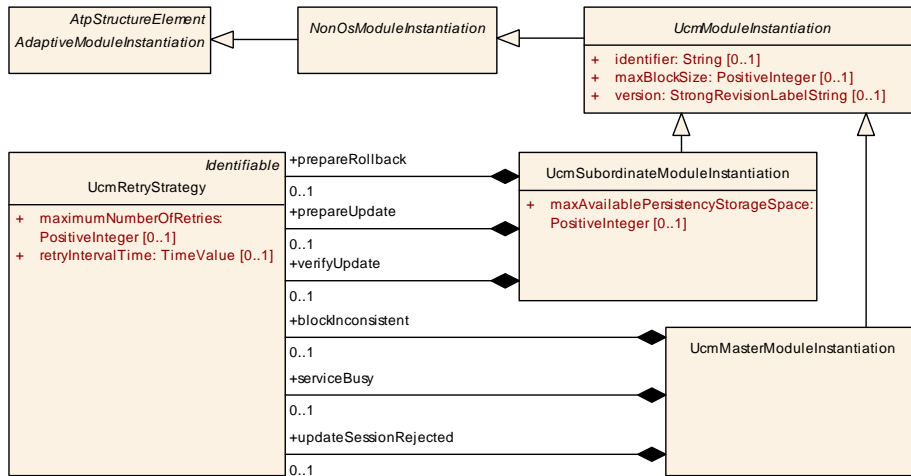 AtpStructureElement
AdaptiveModuleInstantiation
NonOsModuleInstantiation
UcmModuleInstantiation
+ identifier: String [0..1]
+ maxBlockSize: PositiveInteger [0..1]
+ version: StrongRevisionLabelString [0..1]
Identifiable
UcmRetryStrategy
+ maximumNumberOfRetries:
PositiveInteger [0..1]
+ retryIntervalTime: TimeValue [0..1]
+prepareRollback
0..1
+prepareUpdate
0..1
+verifyUpdate
0..1
+blockInconsistent
0..1
+serviceBusy
0..1
+updateSessionRejected
0..1
UcmSubordinateModuleInstantiation
+ maxAvailablePersistencyStorageSpace:
PositiveInteger [0..1]
UcmMasterModuleInstantiation